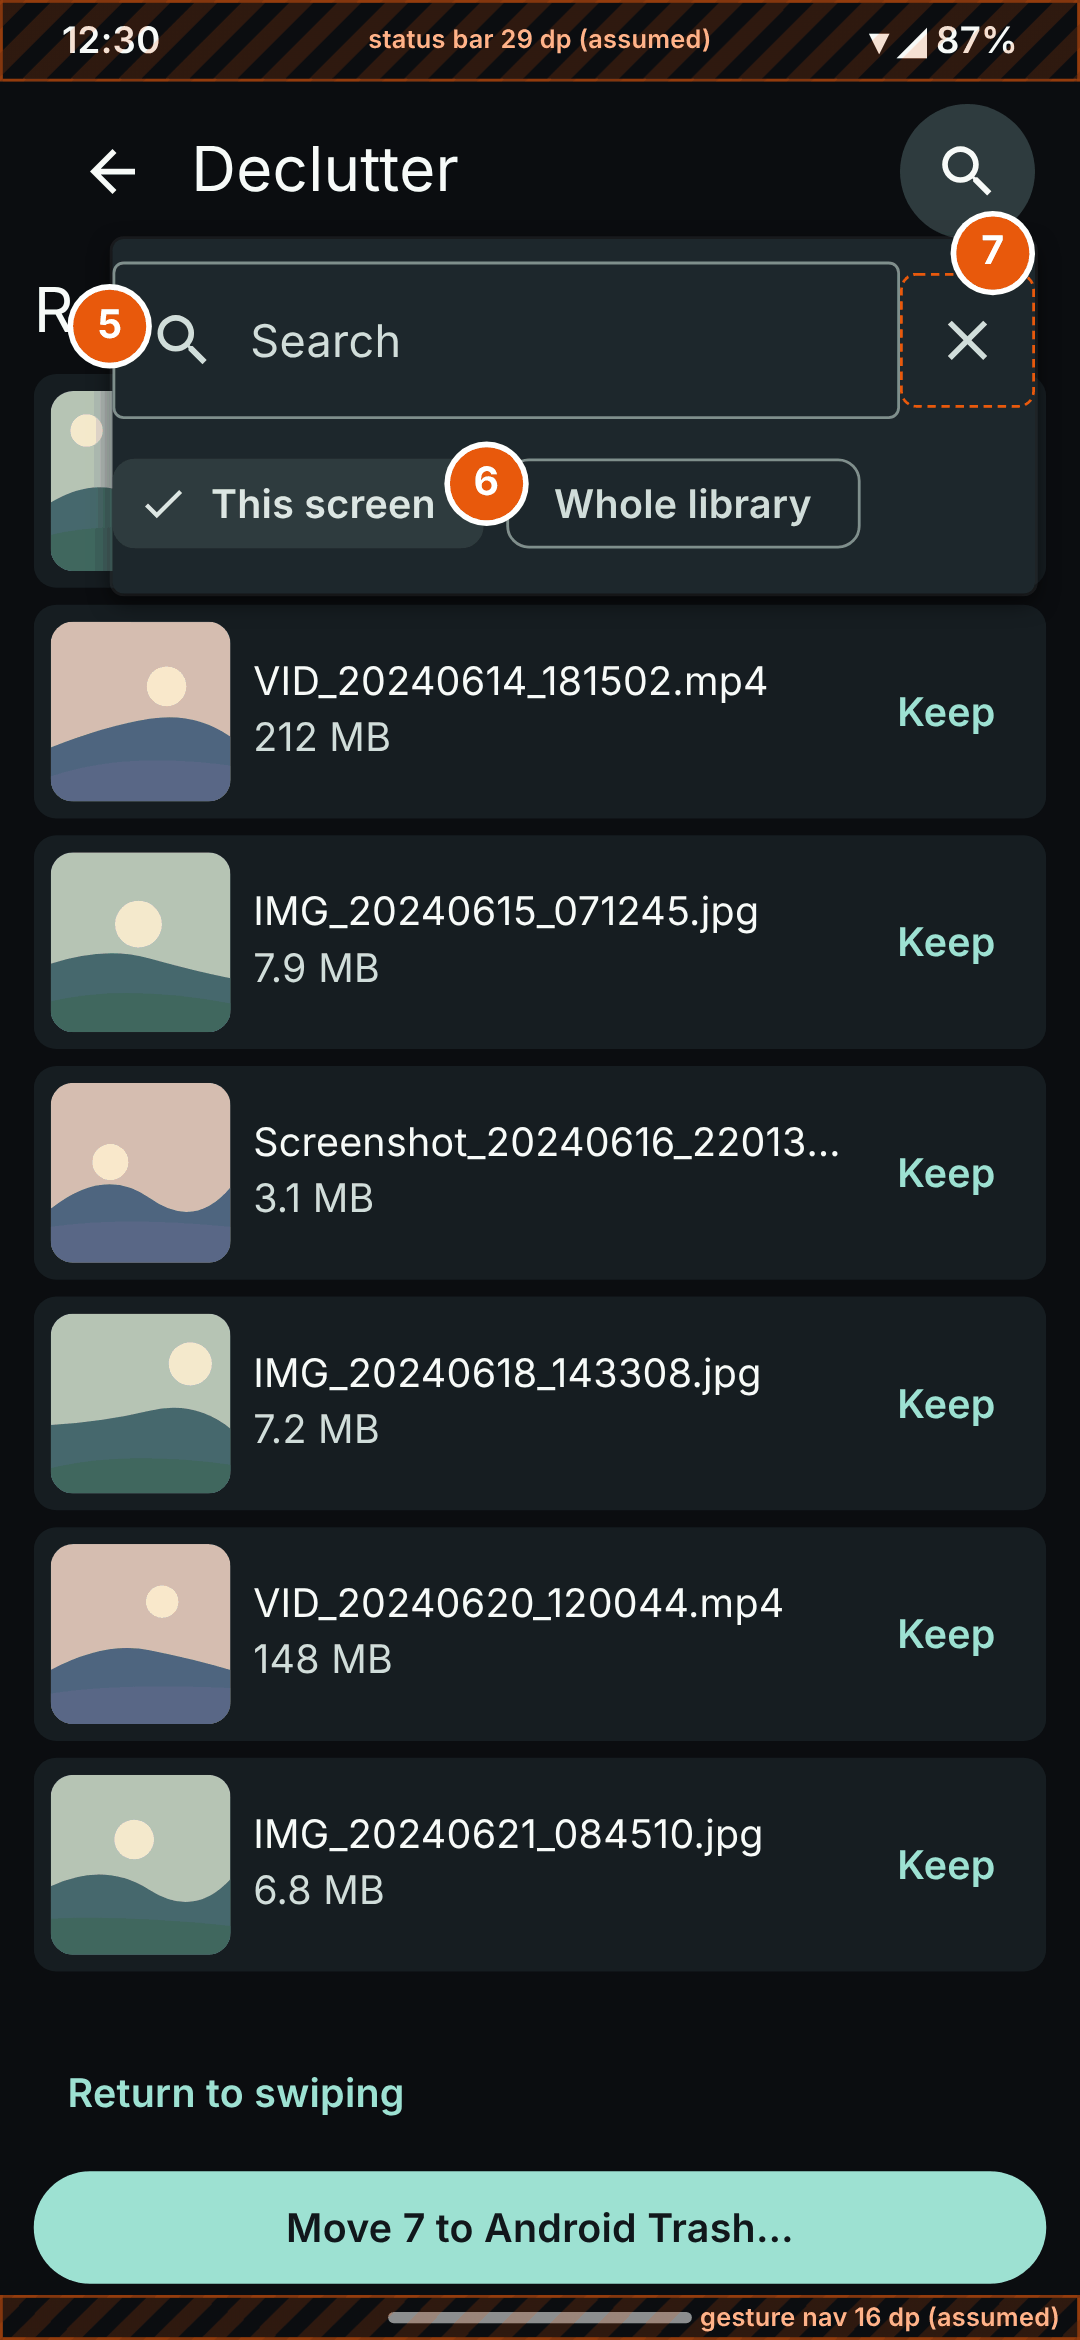 12:30
status bar 29 dp (assumed)
87%
Declutter
7
R
5
Search
This screen
6
Whole library
VID_20240614_181502.mp4
212 MB
Keep
IMG_20240615_071245.jpg
7.9 MB
Keep
Screenshot_20240616_22013...
3.1 MB
Keep
IMG_20240618_143308.jpg
7.2 MB
Keep
VID_20240620_120044.mp4
148 MB
Keep
IMG_20240621_084510.jpg
6.8 MB
Keep
Return to swiping
Move 7 to Android Trash...
gesture nav 16 dp (assumed)